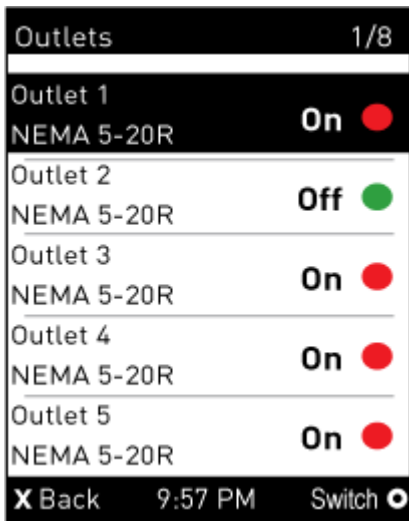 Outlets 1/8
Outlet 1
NEMA 5-20R On
Outlet 2
NEMA 5-20R Off
Outlet 3
NEMA 5-20R On
Outlet 4
NEMA 5-20R On
Outlet 5
NEMA 5-20R On
X Back 9:57 PM Switch